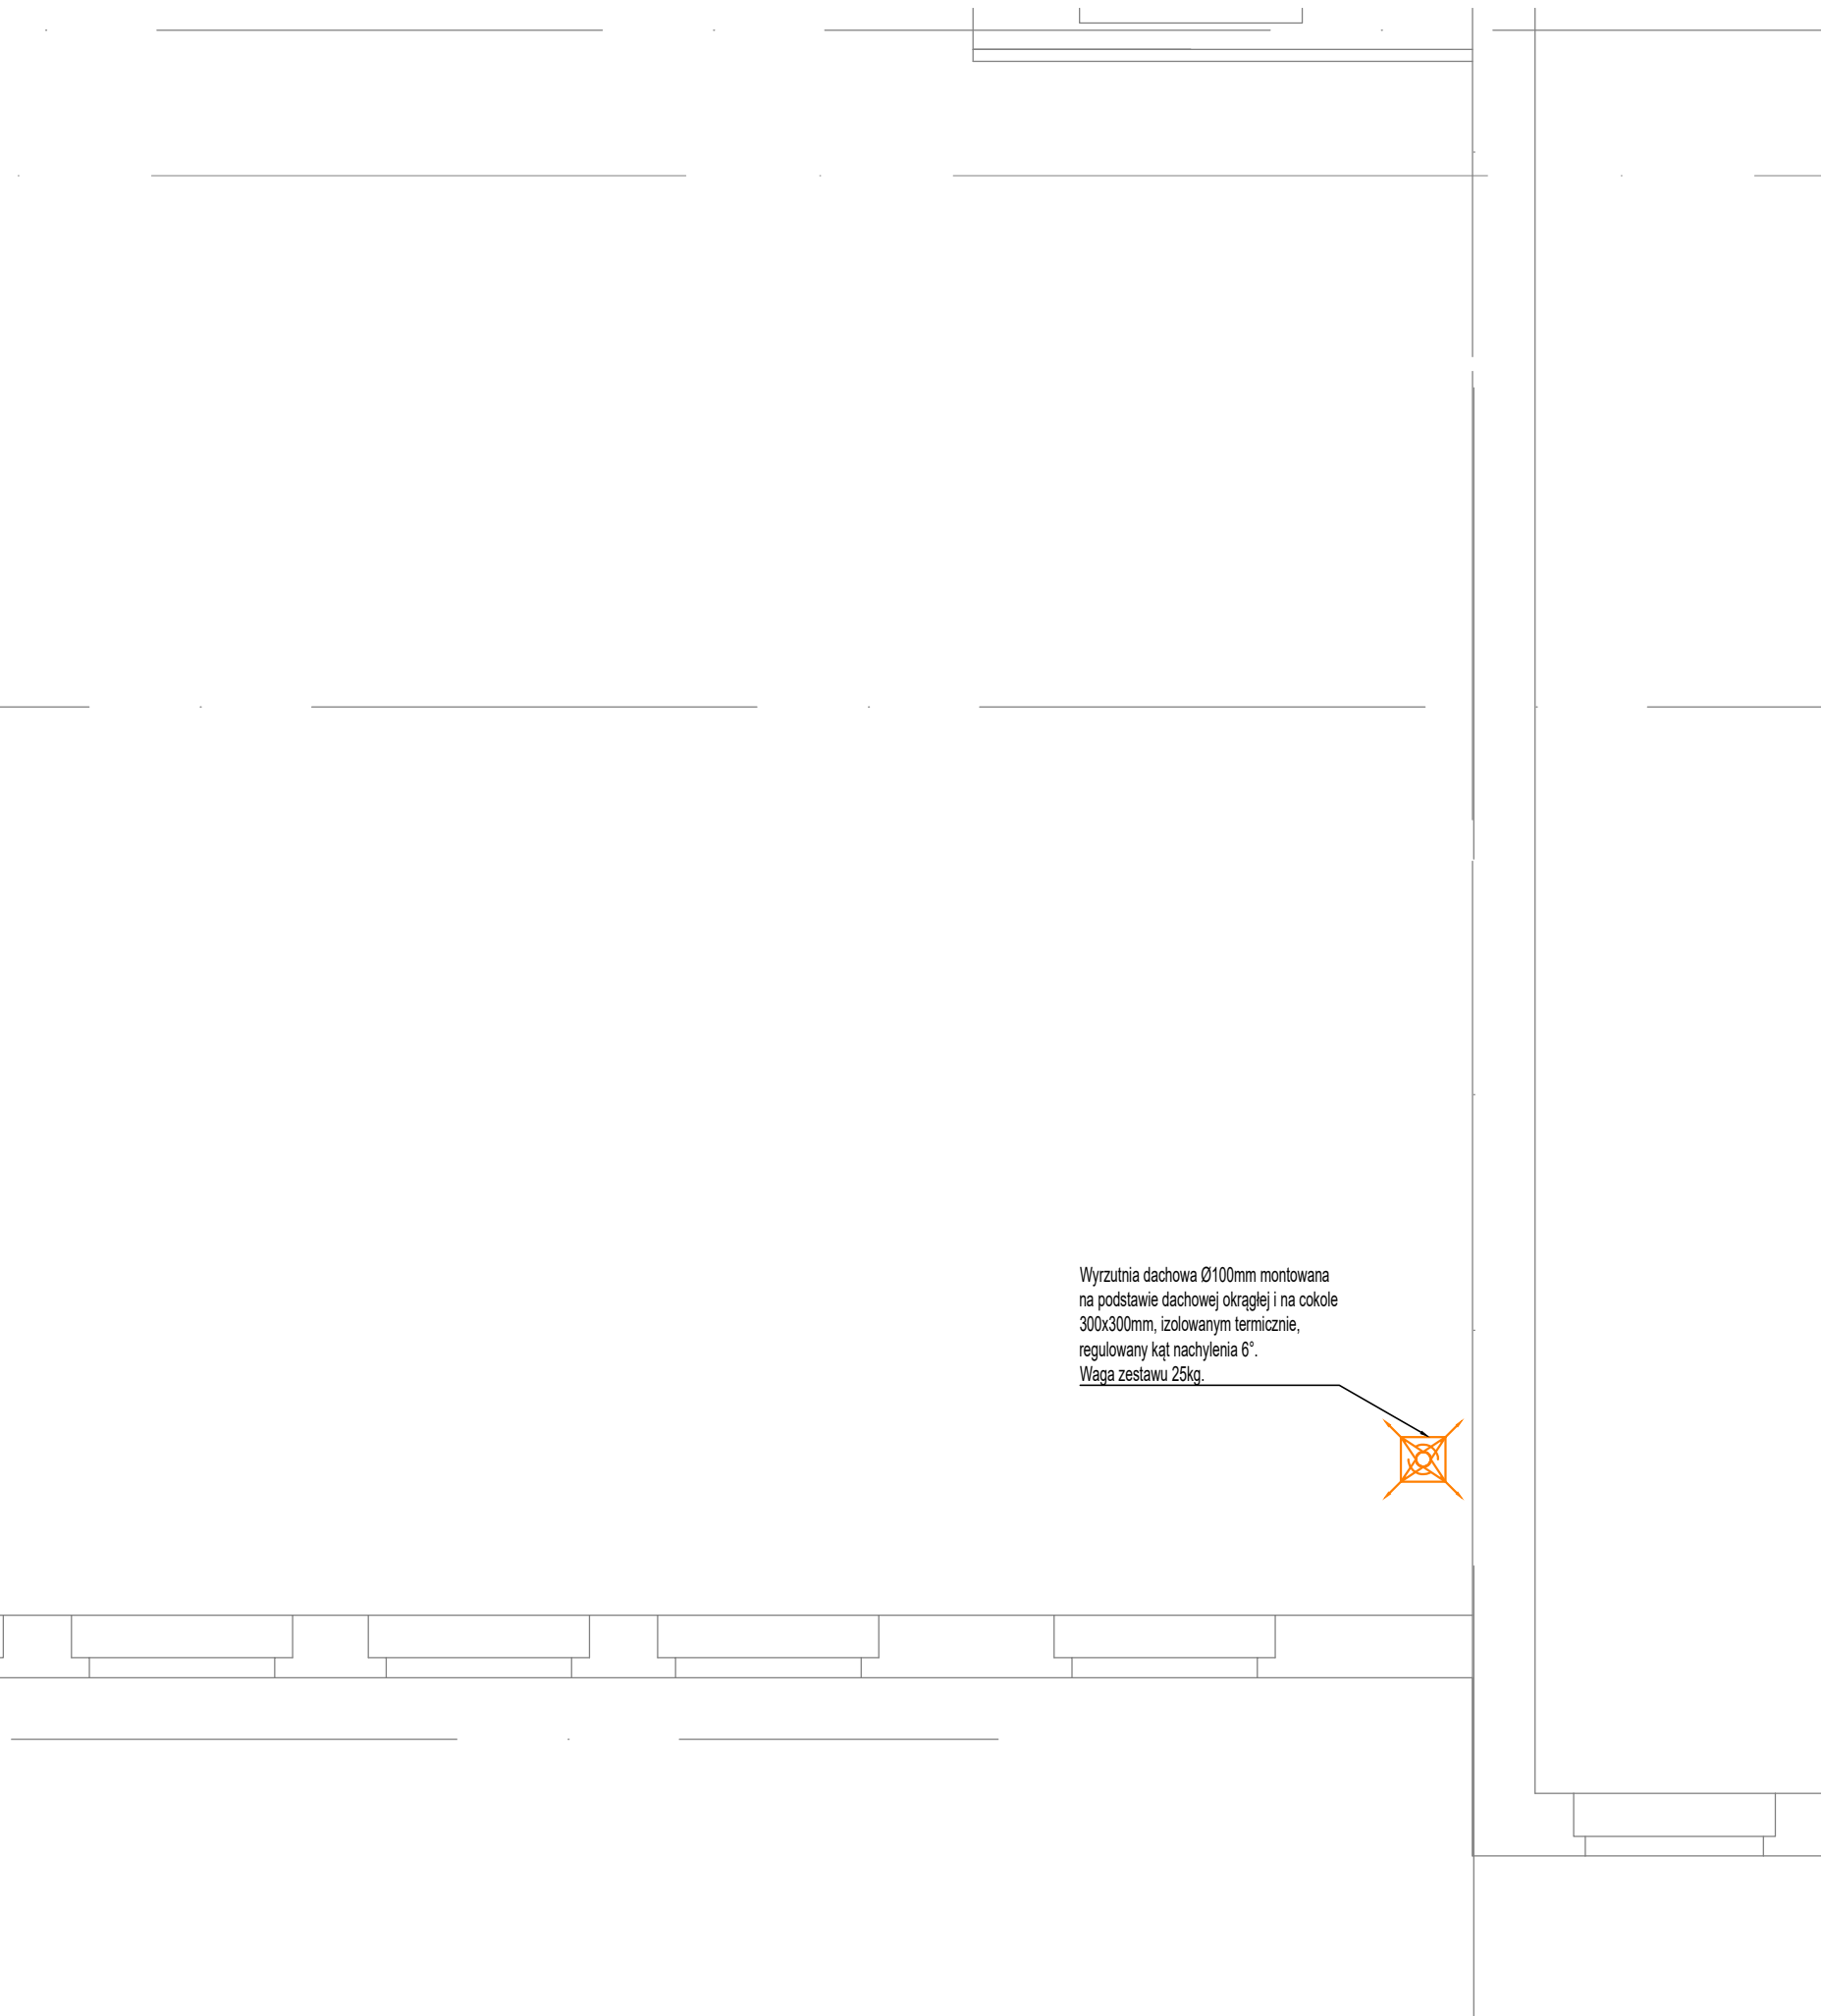 Wyrzutnia dachowa Ø100mm montowana
na podstawie dachowej okrągłej i na cokole
300x300mm, izolowanym termicznie,
regulowany kąt nachylenia 6°.
Waga zestawu 25kg.